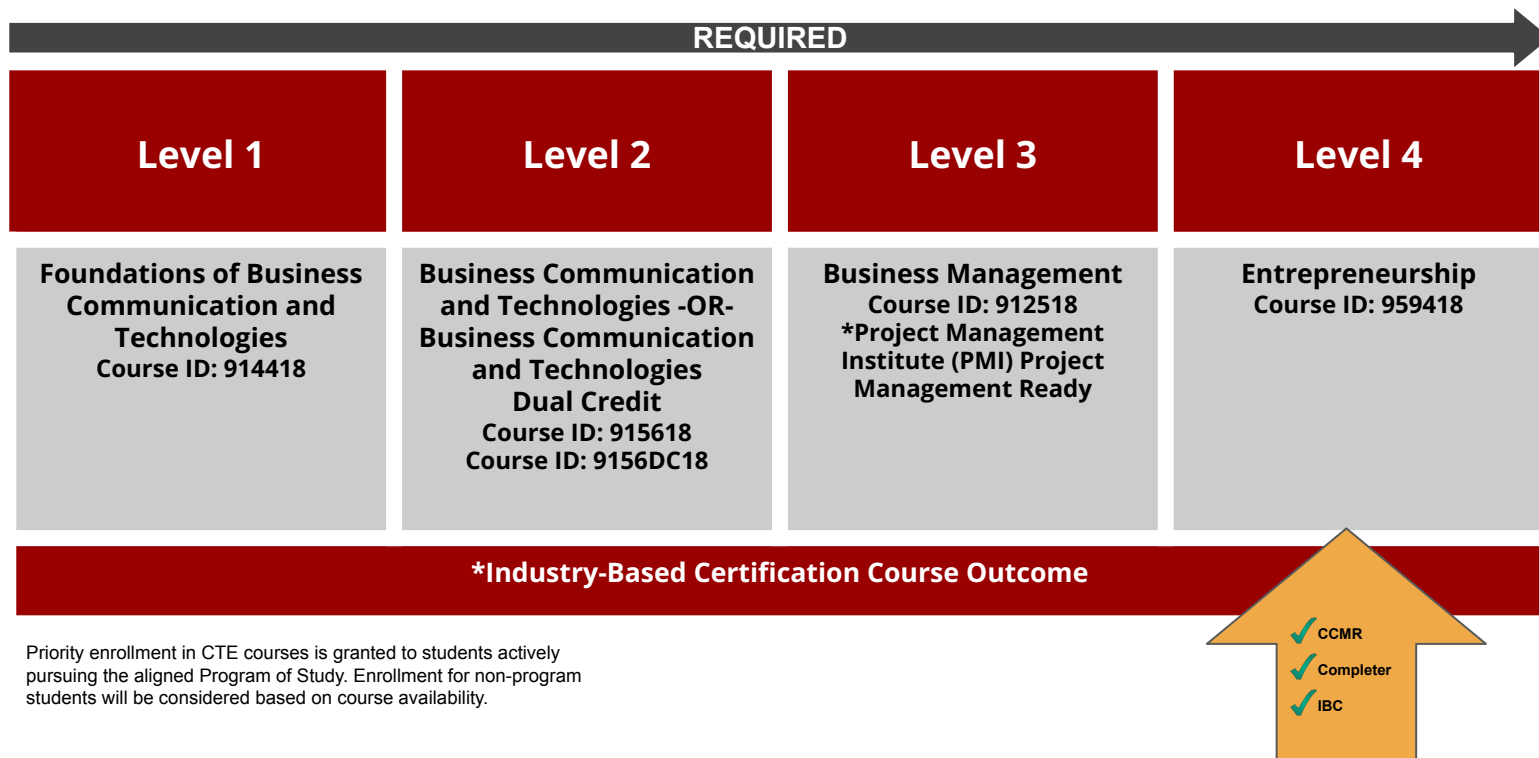 REQUIRED
Level 1
Level 2
Level 3
Level 4
Foundations of Business
Communication and
Technologies
Course ID: 914418
Business Communication
and Technologies -OR-
Business Communication
and Technologies
Dual Credit
Course ID: 915618
Course ID: 9156DC18
Business Management
Course ID: 912518
*Project Management
Institute (PMI) Project
Management Ready
Entrepreneurship
Course ID: 959418
*Industry-Based Certification Course Outcome
Priority enrollment in CTE courses is granted to students actively
pursuing the aligned Program of Study. Enrollment for non-program
students will be considered based on course availability.
CCMR
Completer
IBC